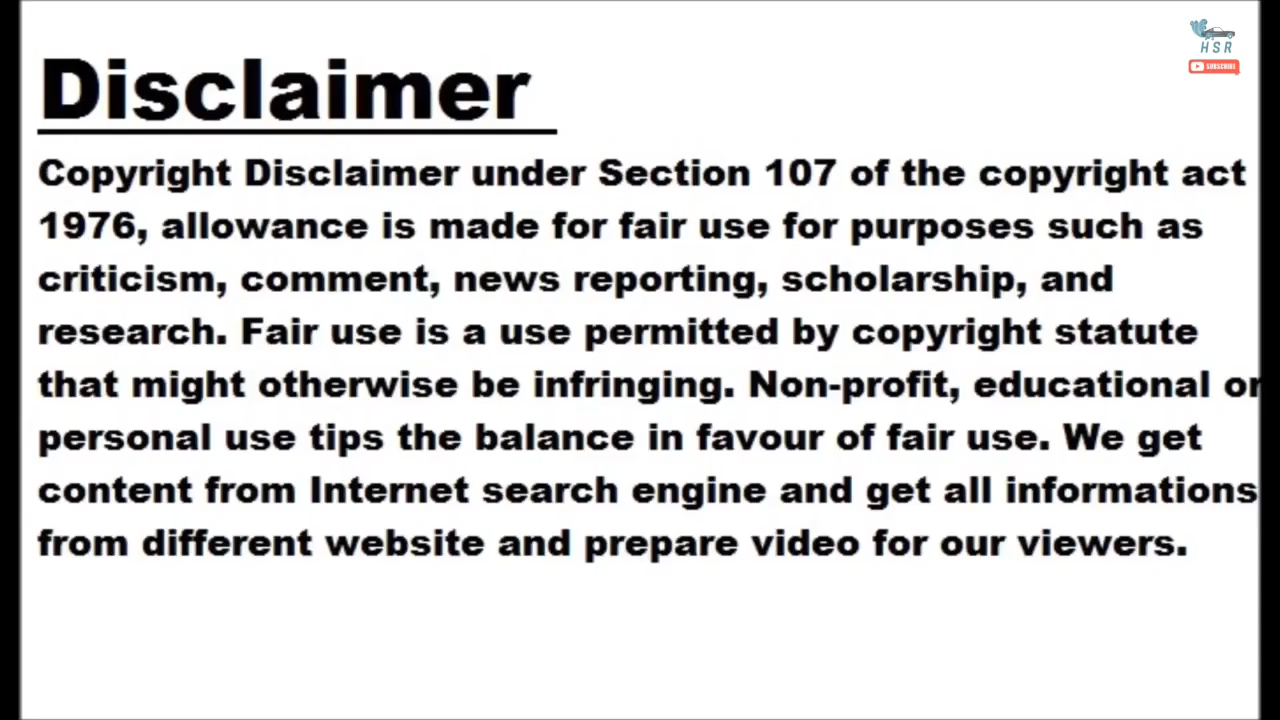 HSR
SUBSCRIBE
Disclaimer
Copyright Disclaimer under Section 107 of the copyright act
1976, allowance is made for fair use for purposes such as
criticism, comment, news reporting, scholarship, and
research. Fair use is a use permitted by copyright statute
that might otherwise be infringing. Non-profit, educational or
personal use tips the balance in favour of fair use. We get
content from Internet search engine and get all informations
from different website and prepare video for our viewers.